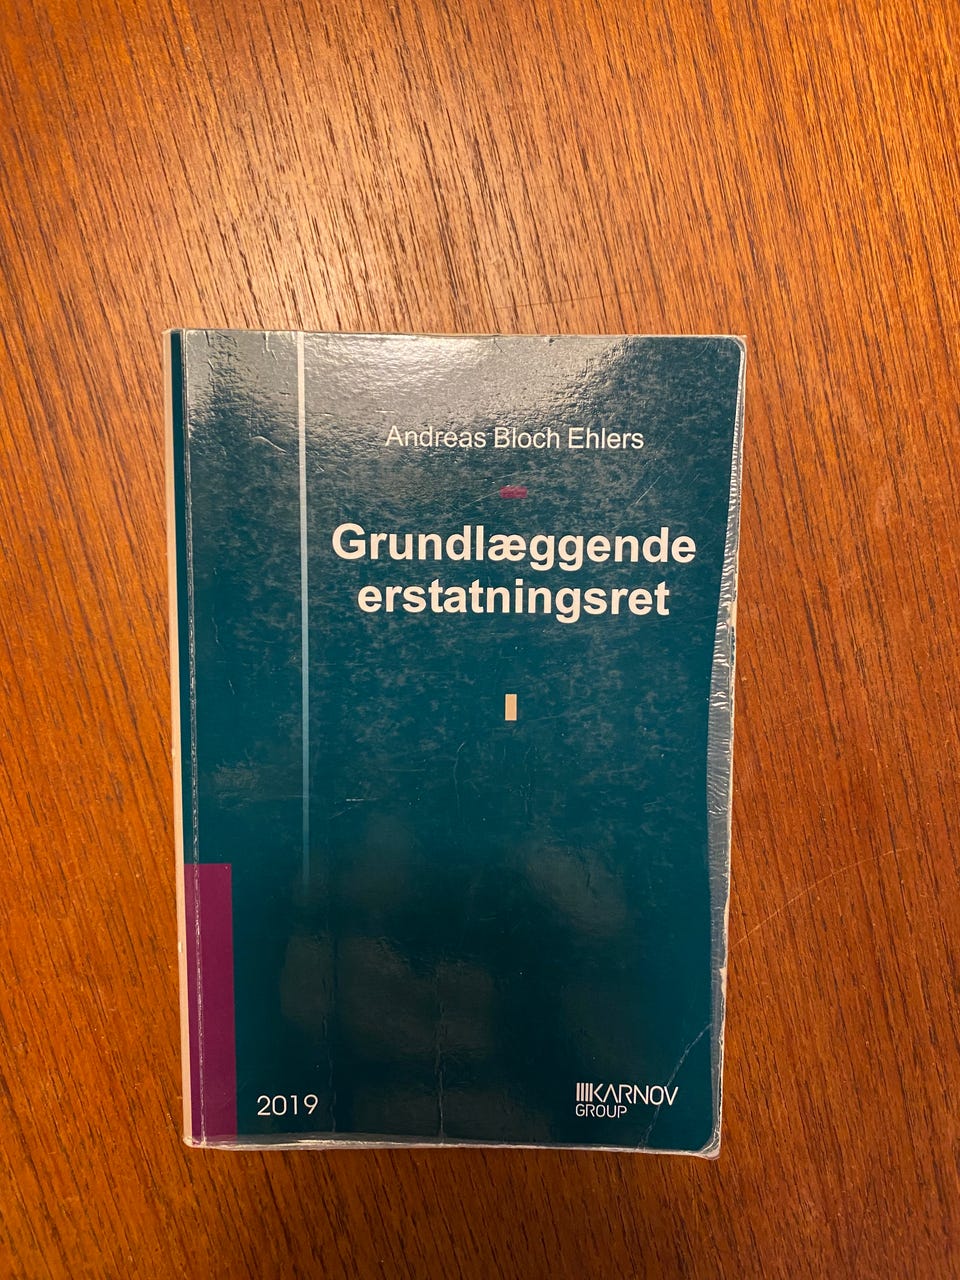 Andreas Bloch Ehlers
Grundlæggende
erstatningsret
2019
KARNOV
GROUP